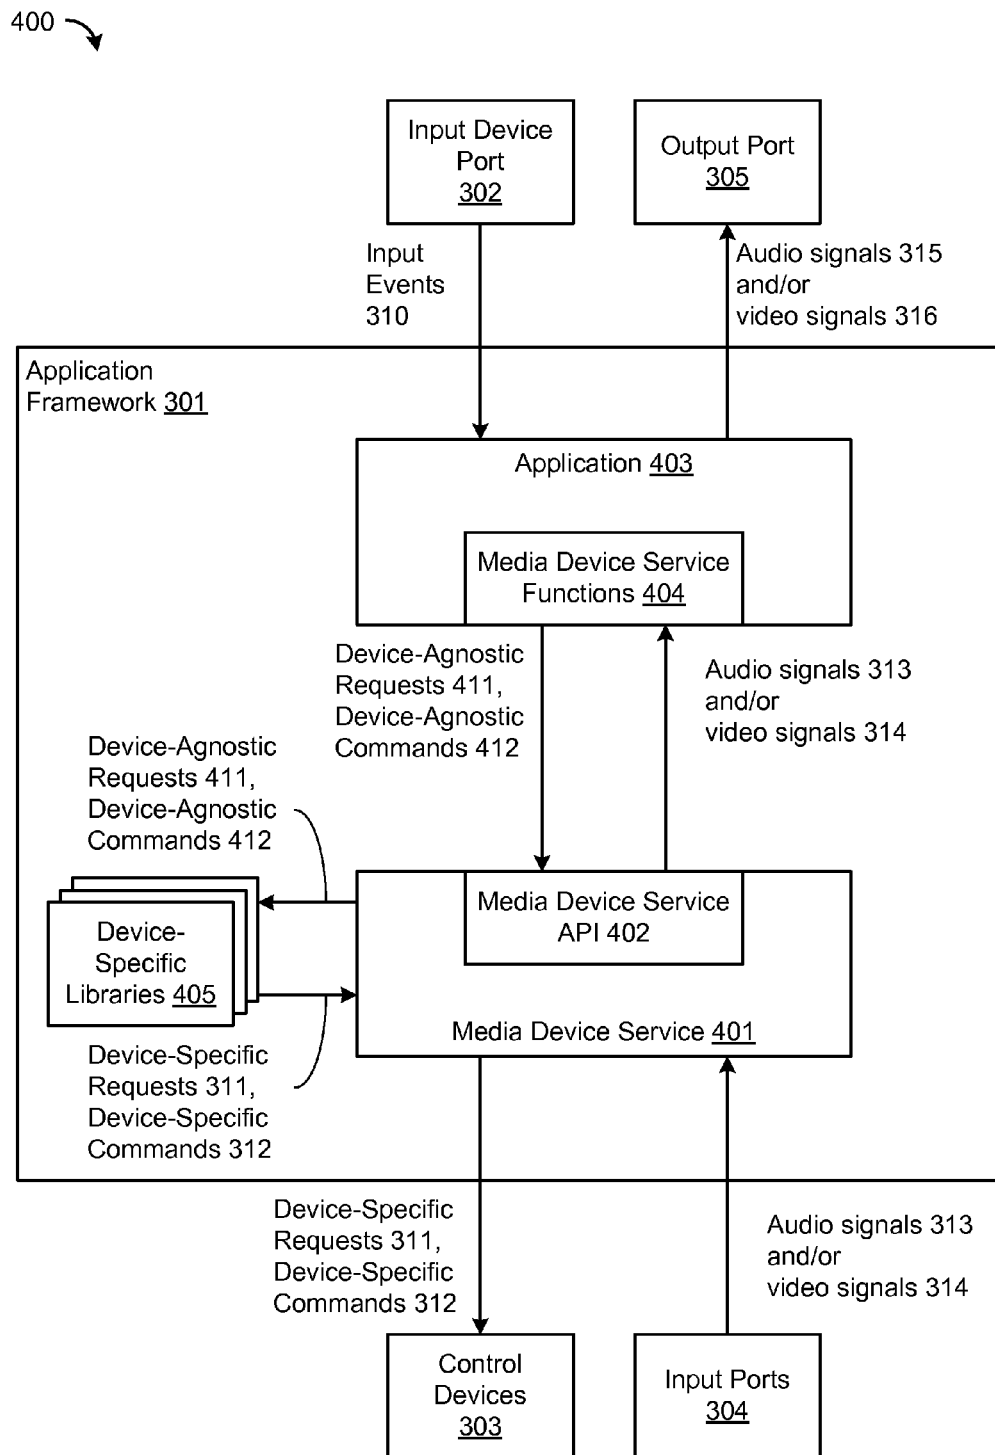 400
Input Device
Port
302
Output Port
305
Input
Events
310
Audio signals 315
and/or
video signals 316
Application
Framework 301
Application 403
Media Device Service
Functions 404
Device-Agnostic
Requests 411,
Device-Agnostic
Commands 412
Audio signals 313
and/or
video signals 314
Device-Agnostic
Requests 411,
Device-Agnostic
Commands 412
Device-
Specific
Libraries 405
Media Device Service
API 402
Media Device Service 401
Device-Specific
Requests 311,
Device-Specific
Commands 312
Device-Specific
Requests 311,
Device-Specific
Commands 312
Audio signals 313
and/or
video signals 314
Control
Devices
303
Input Ports
304